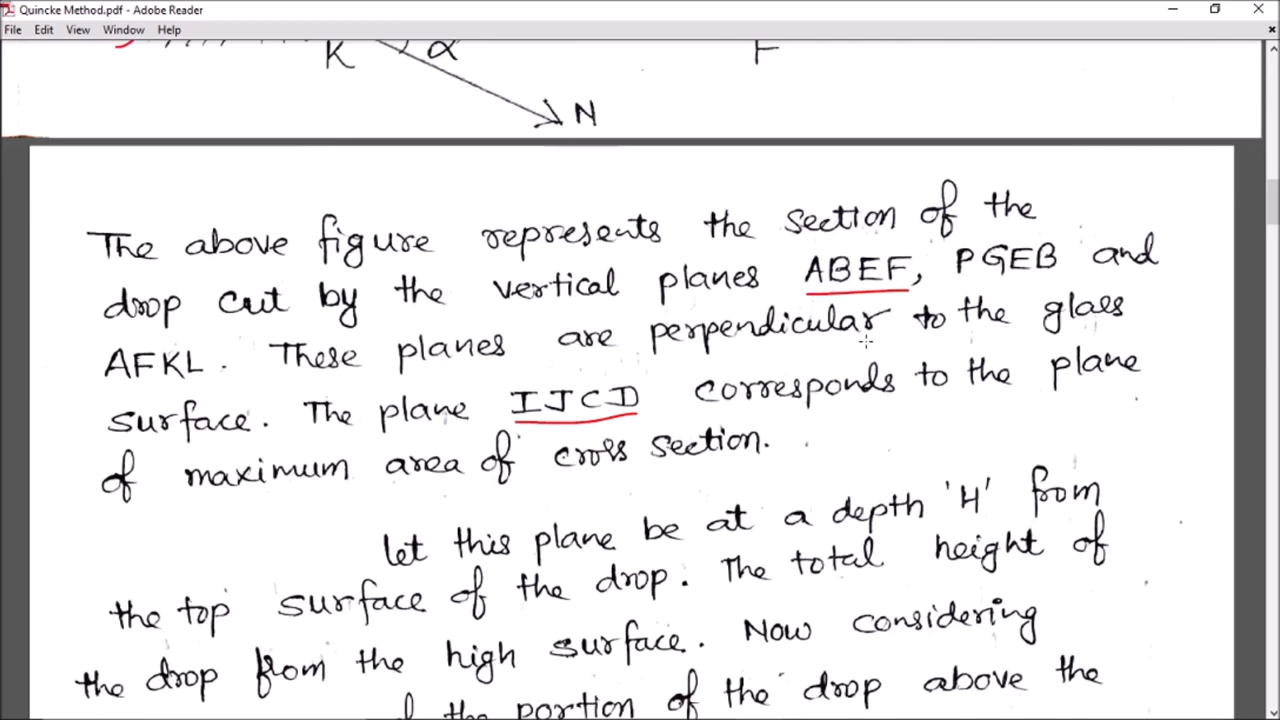 Quincke Method.pdf - Adobe Reader
File Edit View Window Help
K α F
N
The above figure represents the section of the
drop cut by the vertical planes ABEF, PGEB and
AFKL. These planes are perpendicular to the glass
surface. The plane IJCD corresponds to the plane
of maximum area of cross section.
let this plane be at a depth 'H' from
the top surface of the drop. The total height of
the drop from the high surface. Now considering
the portion of the drop above the